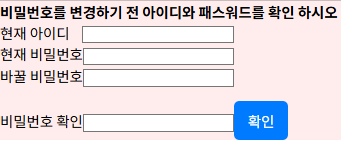 비밀번호를 변경하기 전 아이디와 패스워드를 확인 하시오
현재 아이디
현재 비밀번호
바꿀 비밀번호
비밀번호 확인 확인